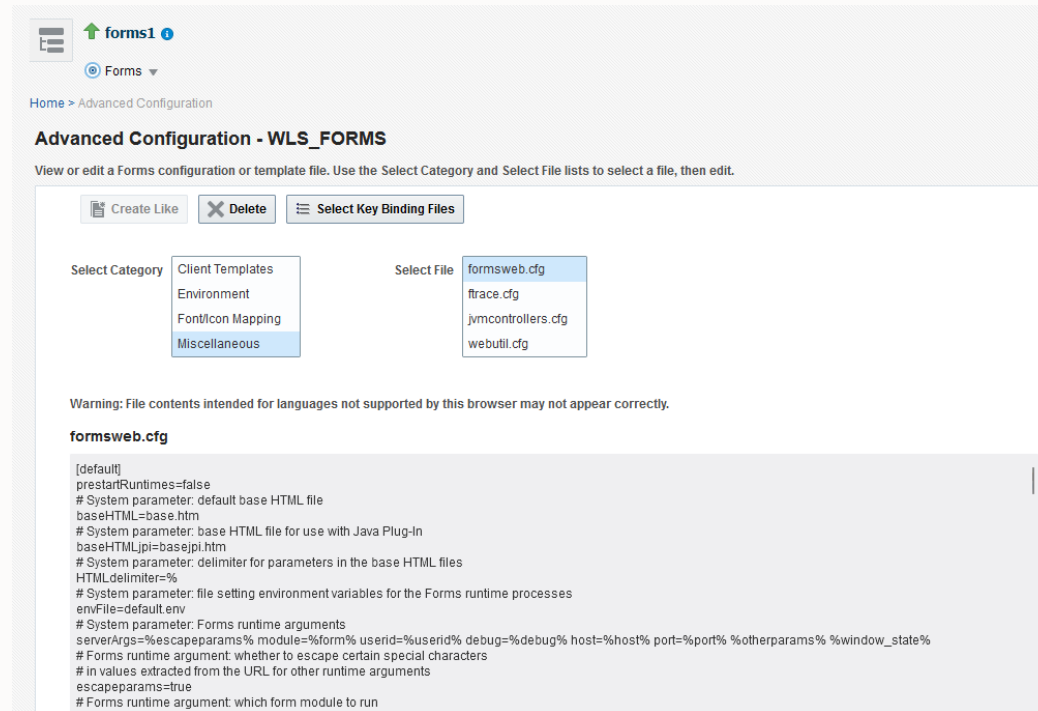 forms1
Forms
Home > Advanced Configuration
Advanced Configuration - WLS_FORMS
View or edit a Forms configuration or template file. Use the Select Category and Select File lists to select a file, then edit.
Create Like Delete Select Key Binding Files
Select Category
Client Templates
Environment
Font/Icon Mapping
Miscellaneous
Select File
formsweb.cfg
ftrace.cfg
jvmcontrollers.cfg
webutil.cfg
Warning: File contents intended for languages not supported by this browser may not appear correctly.
formsweb.cfg
[default]
prestartRuntimes=false
# System parameter: default base HTML file
baseHTML=base.htm
# System parameter: base HTML file for use with Java Plug-In
baseHTMLjpi=basejpi.htm
# System parameter: delimiter for parameters in the base HTML files
HTMLdelimiter=%
# System parameter: file setting environment variables for the Forms runtime processes
envFile=default.env
# System parameter: Forms runtime arguments
serverArgs=%escapeparams% module=%form% userid=%userid% debug=%debug% host=%host% port=%port% %otherparams% %window_state%
# Forms runtime argument: whether to escape certain special characters
# in values extracted from the URL for other runtime arguments
escapeparams=true
# Forms runtime argument: which form module to run